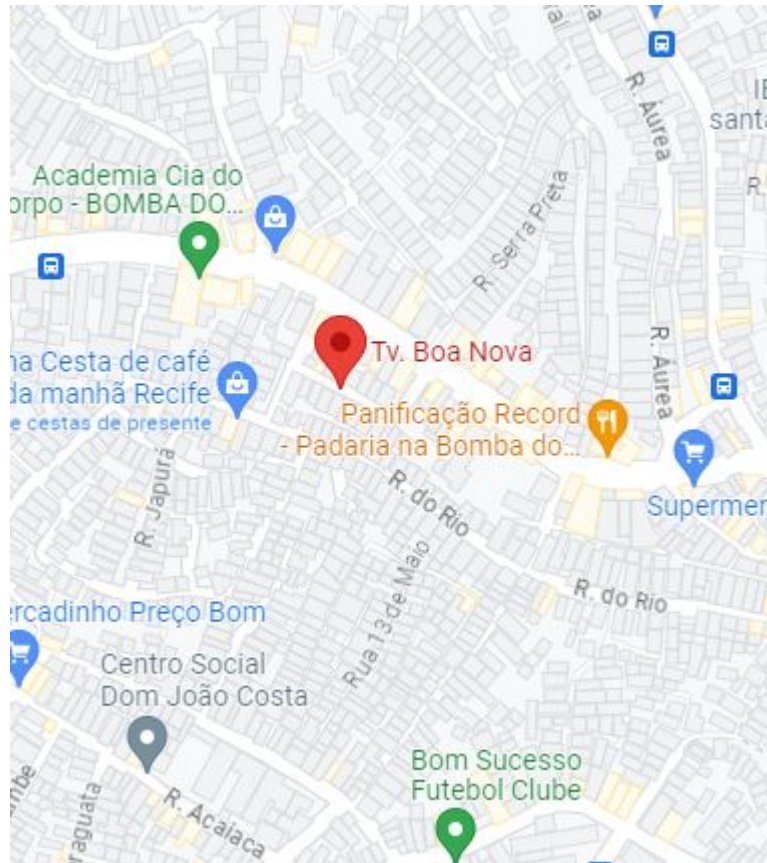 R. Áurea
santa
Academia Cia do
orpo - BOMBA DO...
R.
R. Serra Preta
Tv. Boa Nova
R. Áurea
na Cesta de café
da manhã Recife
e cestas de presente
Panificação Record
- Padaria na Bomba do...
R. Japurá
R. do Rio
Supermer
Rua 13 de Maio
R. do Rio
ercadinho Preço Bom
Centro Social
Dom João Costa
Bom Sucesso
Futebol Clube
R. Acaiaca
raguata